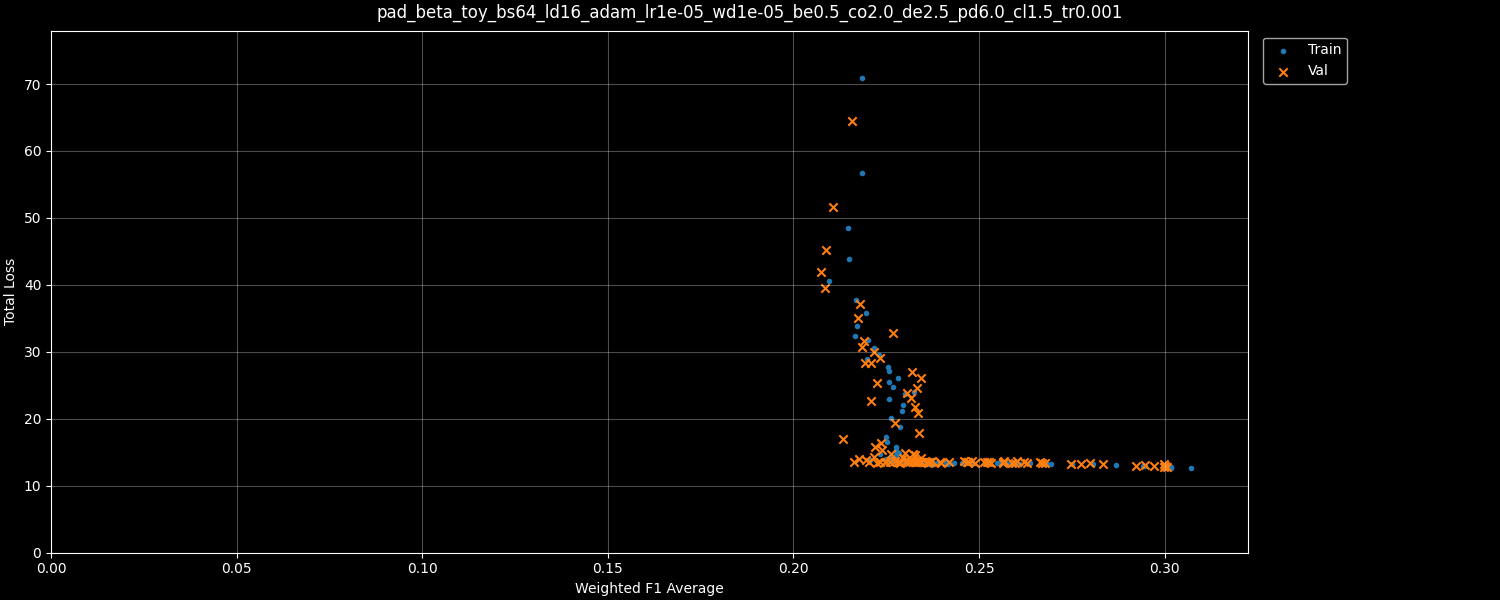 pad_beta_toy_bs64_ld16_adam_lr1e-05_wd1e-05_be0.5_co2.0_de2.5_pd6.0_cl1.5_tr0.001
Train
Val
70
60
50
40
30
20
10
0
Total Loss
0.00 0.05 0.10 0.15 0.20 0.25 0.30
Weighted F1 Average